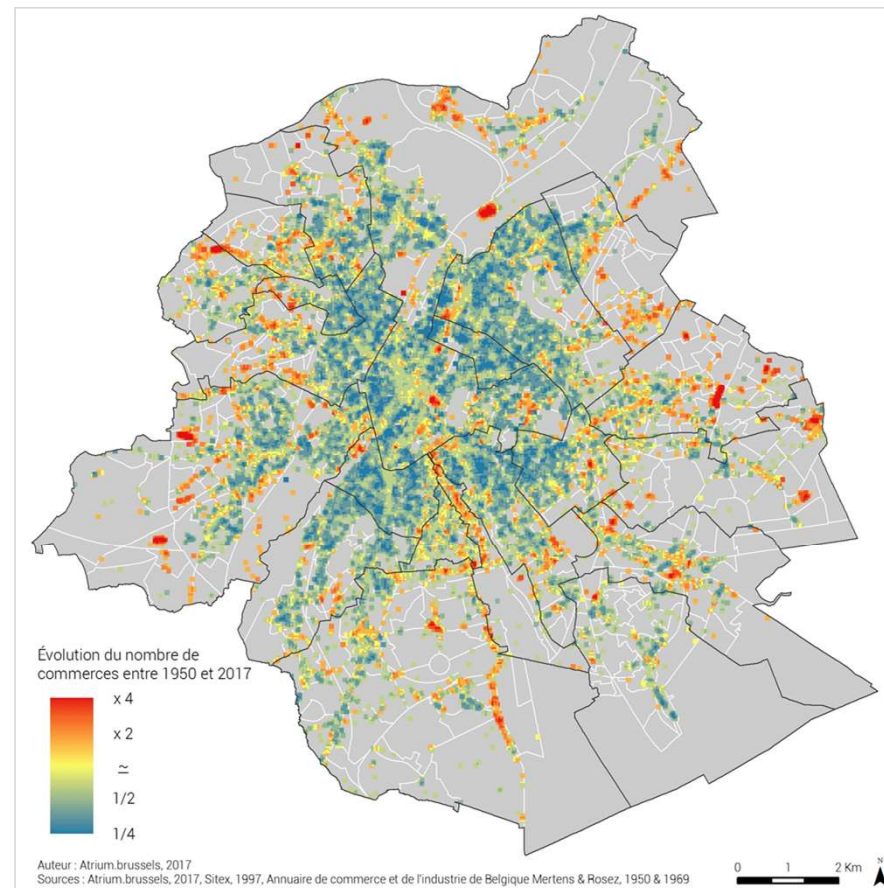 Évolution du nombre de
commerces entre 1950 et 2017
x 4
x 2
≃
1/2
1/4
Auteur : Atrium.brussels, 2017
Sources : Atrium.brussels, 2017, Sitex, 1997, Annuaire de commerce et de l'industrie de Belgique Mertens & Rosez, 1950 & 1969
0 1 2 Km
N